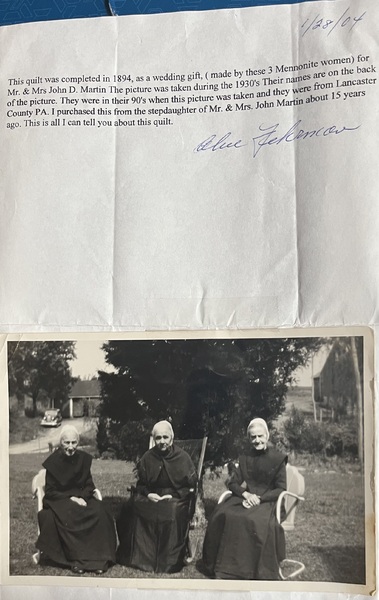 1/28/04
This quilt was completed in 1894, as a wedding gift, ( made by these 3 Mennonite women) for
Mr. & Mrs John D. Martin The picture was taken during the 1930's Their names are on the back
of the picture. They were in their 90's when this picture was taken and they were from Lancaster
County PA. I purchased this from the stepdaughter of Mr. & Mrs. John Martin about 15 years
ago. This is all I can tell you about this quilt.